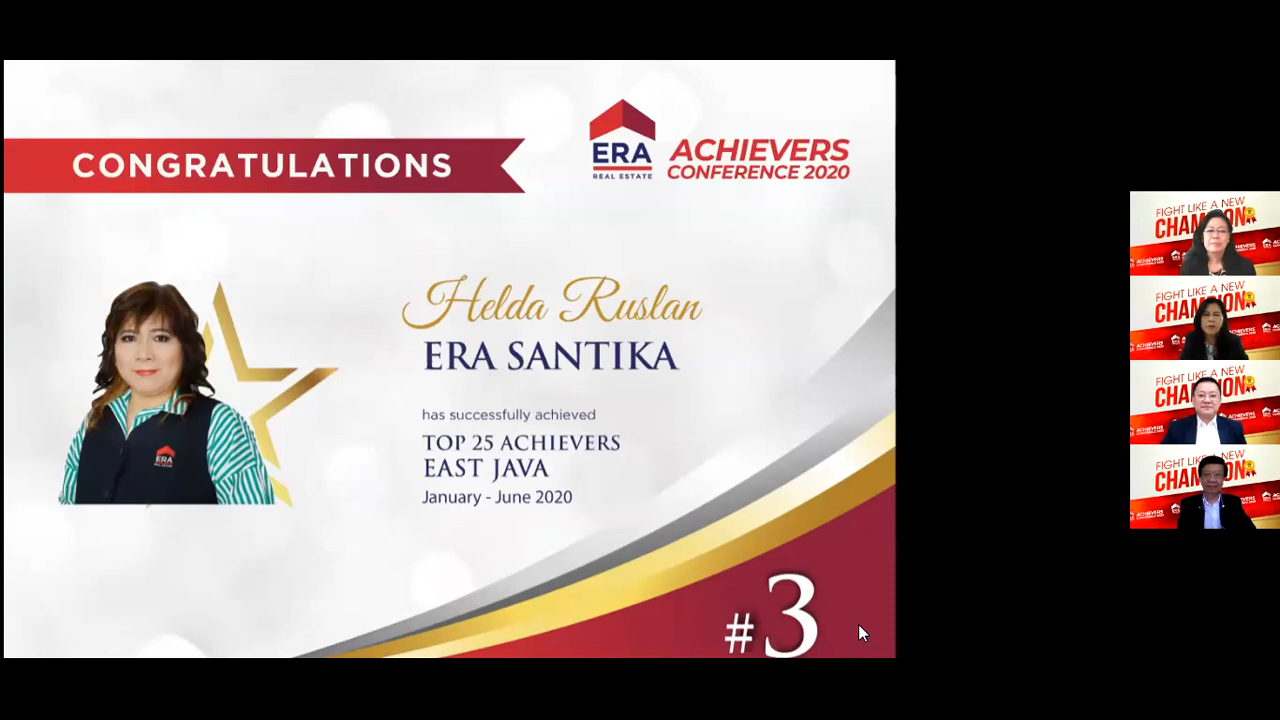 CONGRATULATIONS
ERA
REAL ESTATE
ACHIEVERS
CONFERENCE 2020
Helda Ruslan
ERA SANTIKA
has successfully achieved
TOP 25 ACHIEVERS
EAST JAVA
January - June 2020
#3
ERA
FIGHT LIKE A NEW
CHAMPION
FIGHT LIKE A NEW
CHAMPION
FIGHT LIKE A NEW
CHAMPION
FIGHT LIKE A NEW
CHAMPION